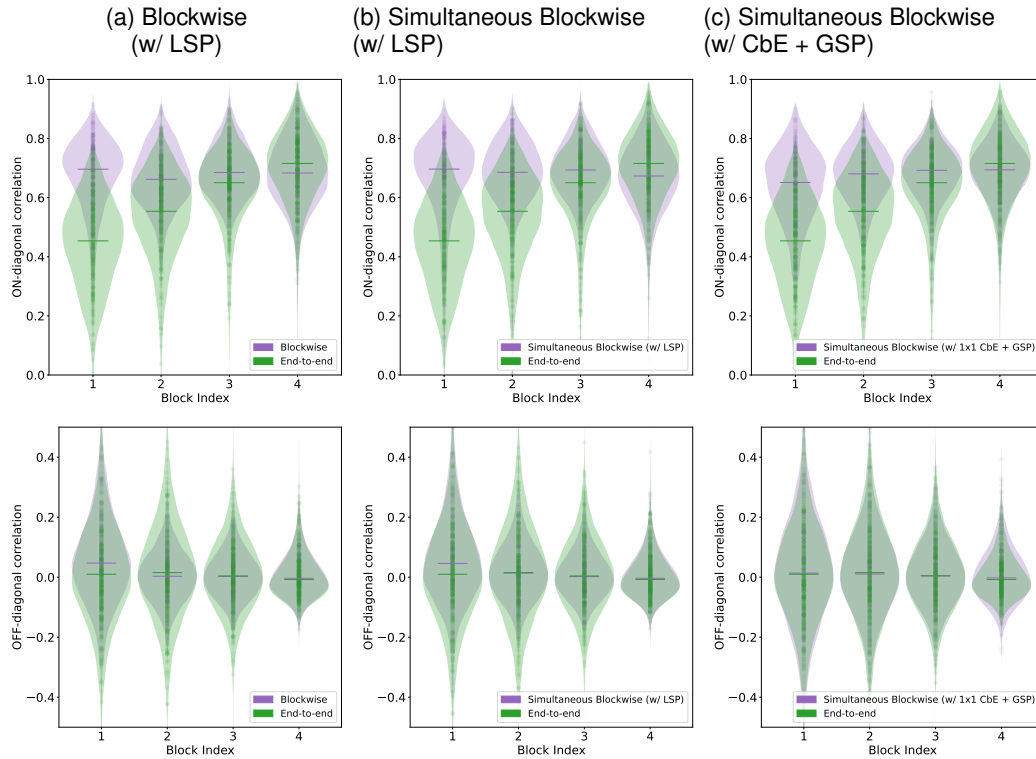 (a) Blockwise
(w/ LSP)
(b) Simultaneous Blockwise
(w/ LSP)
(c) Simultaneous Blockwise
(w/ CbE + GSP)
1.0
0.8
0.6
0.4
0.2
0.0
ON-diagonal correlation
1 2 3 4
Block Index
Blockwise
End-to-end
1.0
0.8
0.6
0.4
0.2
0.0
ON-diagonal correlation
1 2 3 4
Block Index
Simultaneous Blockwise (w/ LSP)
End-to-end
1.0
0.8
0.6
0.4
0.2
0.0
ON-diagonal correlation
1 2 3 4
Block Index
Simultaneous Blockwise (w/ 1x1 CbE + GSP)
End-to-end
0.4
0.2
0.0
−0.2
−0.4
OFF-diagonal correlation
1 2 3 4
Block Index
Blockwise
End-to-end
0.4
0.2
0.0
−0.2
−0.4
OFF-diagonal correlation
1 2 3 4
Block Index
Simultaneous Blockwise (w/ LSP)
End-to-end
0.4
0.2
0.0
−0.2
−0.4
OFF-diagonal correlation
1 2 3 4
Block Index
Simultaneous Blockwise (w/ 1x1 CbE + GSP)
End-to-end